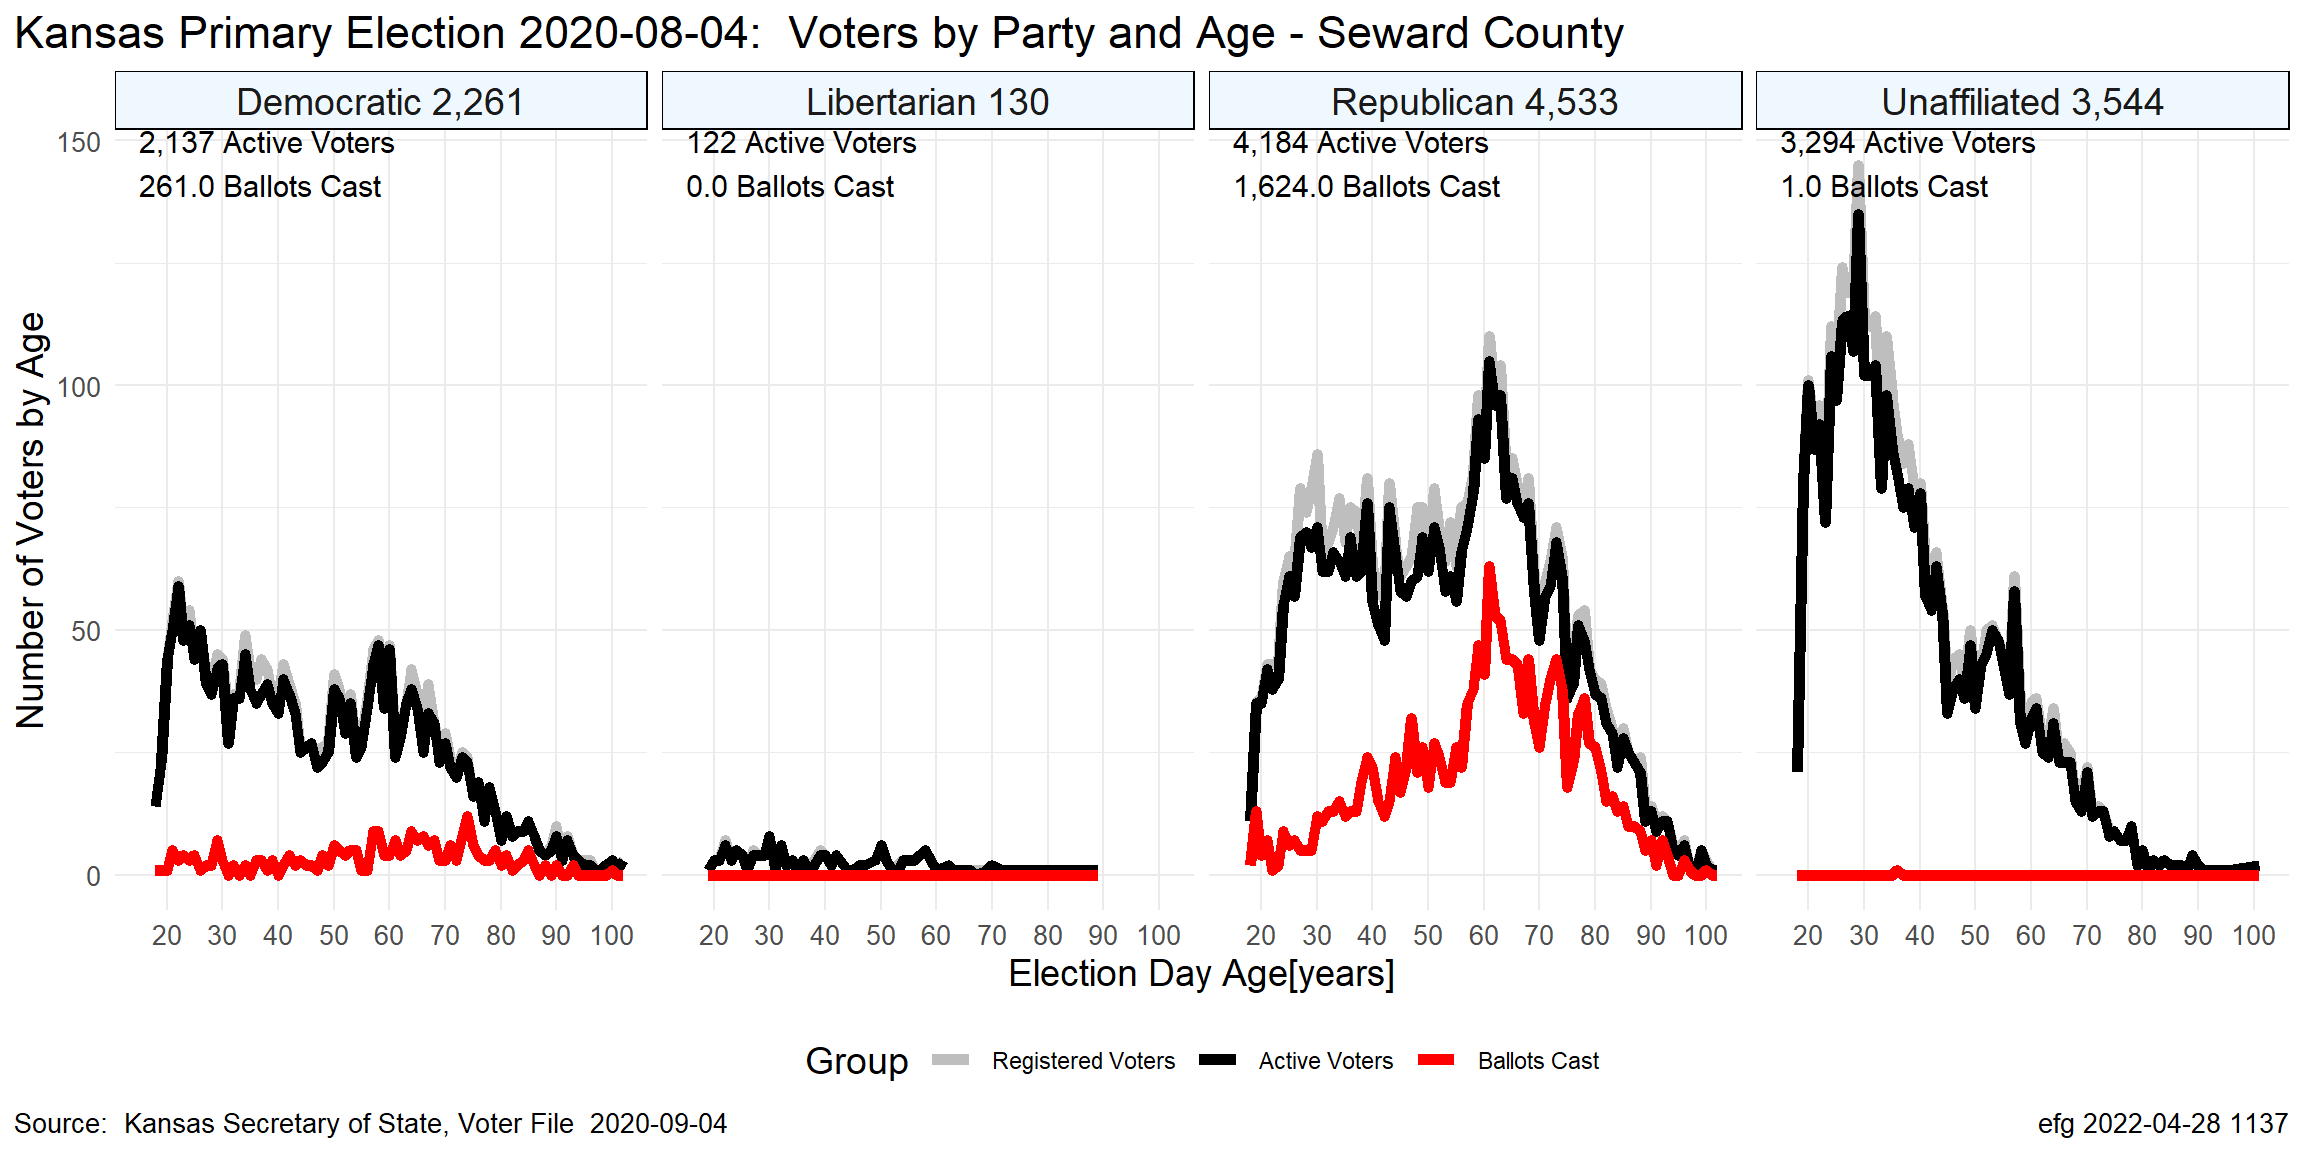 Kansas Primary Election 2020-08-04:  Voters by Party and Age - Seward County
Democratic 2,261
Libertarian 130
Republican 4,533
Unaffiliated 3,544
2,137 Active Voters
261.0 Ballots Cast
122 Active Voters
0.0 Ballots Cast
4,184 Active Voters
1,624.0 Ballots Cast
3,294 Active Voters
1.0 Ballots Cast
Number of Voters by Age
150
100
50
0
20 30 40 50 60 70 80 90 100
20 30 40 50 60 70 80 90 100
20 30 40 50 60 70 80 90 100
20 30 40 50 60 70 80 90 100
Election Day Age[years]
Group Registered Voters Active Voters Ballots Cast
Source:  Kansas Secretary of State, Voter File  2020-09-04
efg 2022-04-28 1137